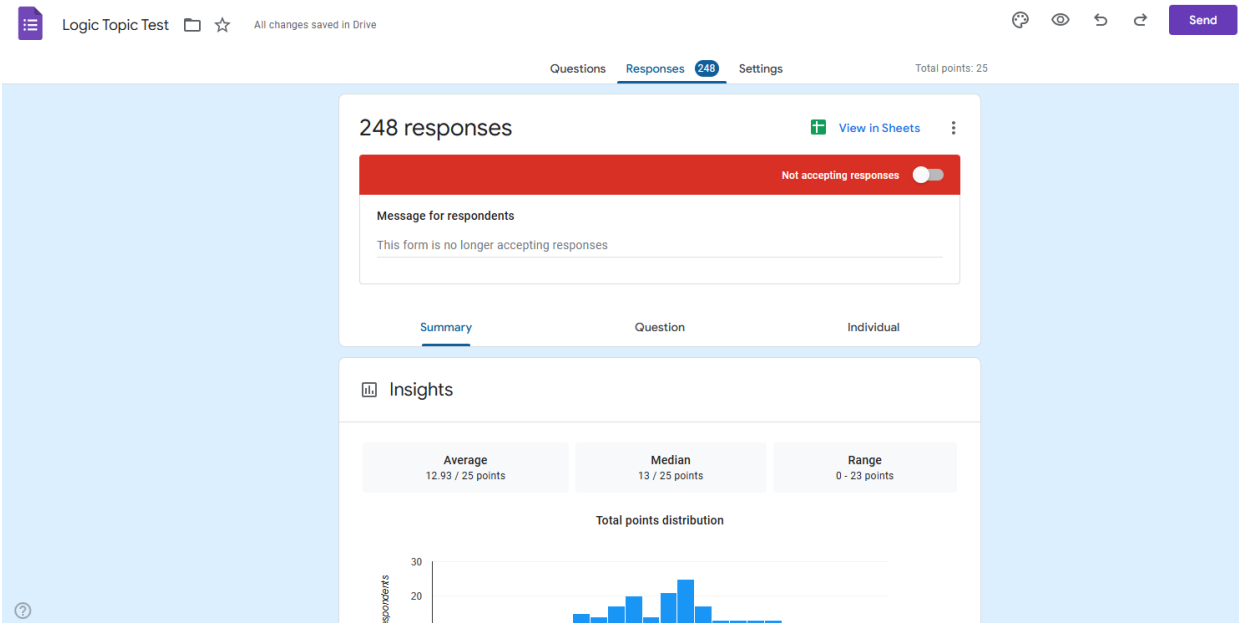 Logic Topic Test All changes saved in Drive Send
Questions Responses 248 Settings Total points: 25
248 responses View in Sheets
Not accepting responses
Message for respondents
This form is no longer accepting responses
Summary Question Individual
Insights
Average Median Range
12.93 / 25 points 13 / 25 points 0 - 23 points
Total points distribution
30
20